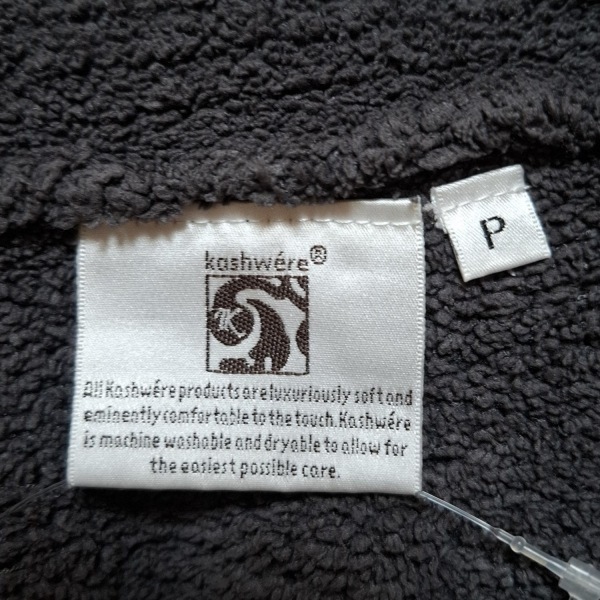 kashwére®
K
P
All Kashwére products are luxuriously soft and
eminently comfortable to the touch. Kashwére
is machine washable and dryable to allow for
the easiest possible care.